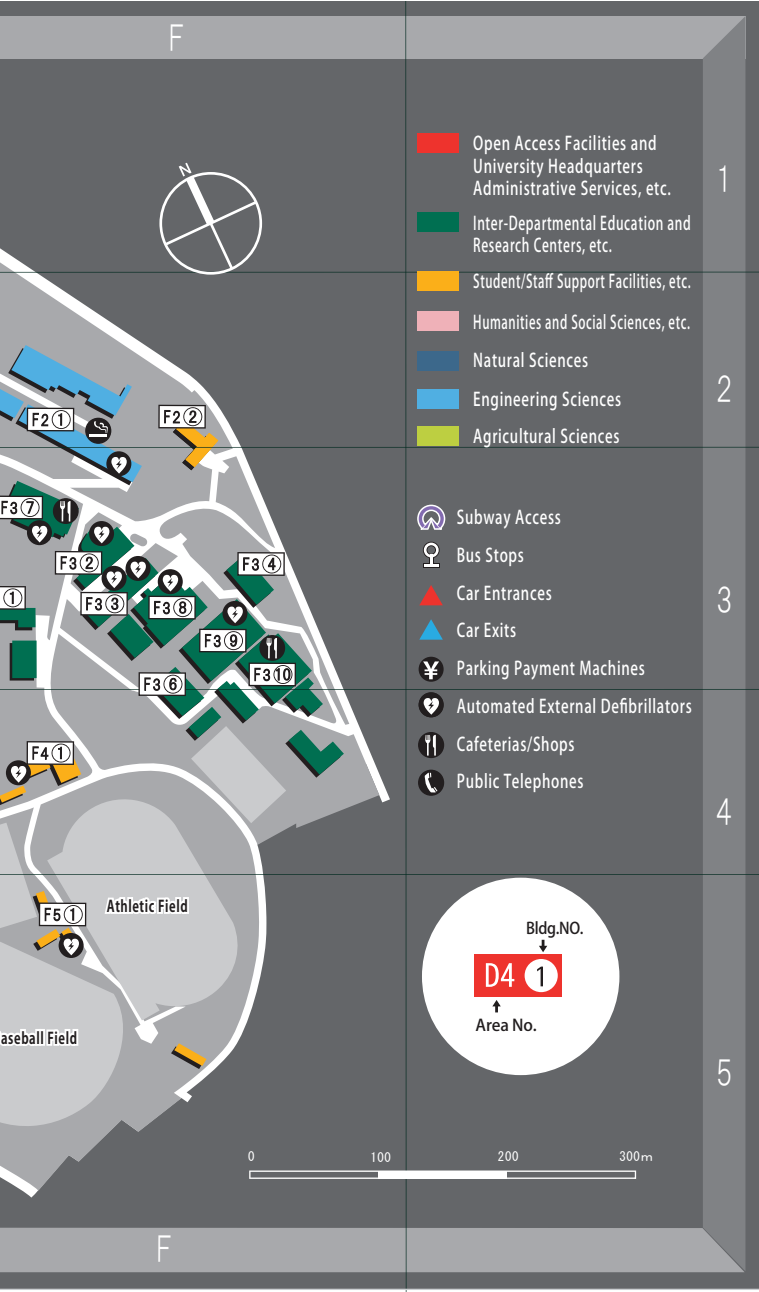 F
N
Open Access Facilities and
University Headquarters
Administrative Services, etc.
Inter-Departmental Education and
Research Centers, etc.
Student/Staff Support Facilities, etc.
Humanities and Social Sciences, etc.
Natural Sciences
Engineering Sciences
Agricultural Sciences
1
2
F2①
F2②
F3⑦
F3②
F3③
F3④
F3⑧
①
F3⑨
F3⑩
F3⑥
Subway Access
Bus Stops
Car Entrances
Car Exits
¥ Parking Payment Machines
Automated External Defibrillators
Cafeterias/Shops
Public Telephones
3
4
F4①
F5①
Athletic Field
aseball Field
Bldg.NO.
D4 1
Area No.
5
0 100 200 300m
F